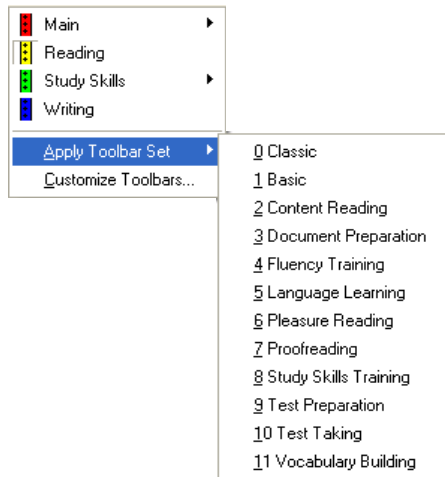 Main
Reading
Study Skills
Writing
Apply Toolbar Set
Customize Toolbars...
0 Classic
1 Basic
2 Content Reading
3 Document Preparation
4 Fluency Training
5 Language Learning
6 Pleasure Reading
7 Proofreading
8 Study Skills Training
9 Test Preparation
10 Test Taking
11 Vocabulary Building